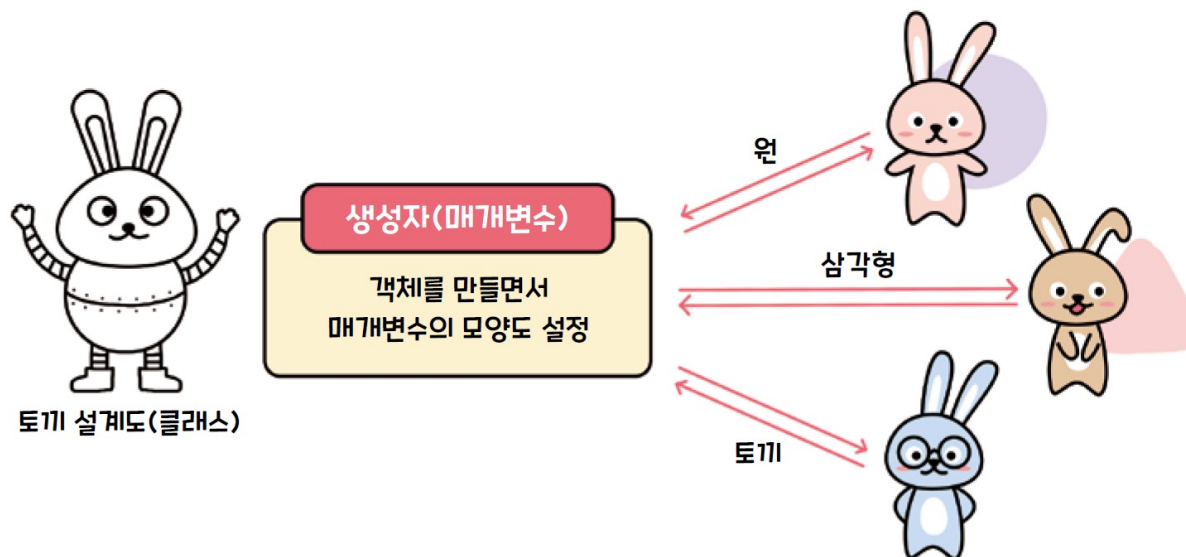 생성자(매개변수)
객체를 만들면서
매개변수의 모양도 설정
토끼 설계도(클래스)
원
삼각형
토끼